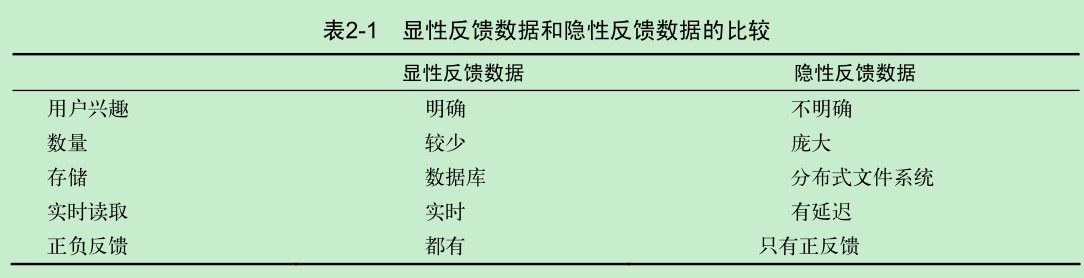 表2-1 显性反馈数据和隐性反馈数据的比较
显性反馈数据 隐性反馈数据
用户兴趣 明确 不明确
数量 较少 庞大
存储 数据库 分布式文件系统
实时读取 实时 有延迟
正负反馈 都有 只有正反馈